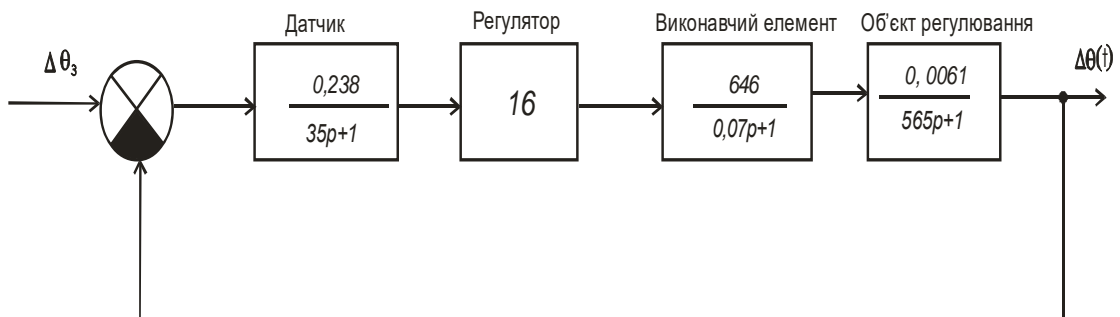 Датчик
Регулятор
Виконавчий елемент
Об'єкт регулювання
Δ θ₃
0,238
35p+1
16
646
0,07p+1
0, 0061
565p+1
Δθ(t)